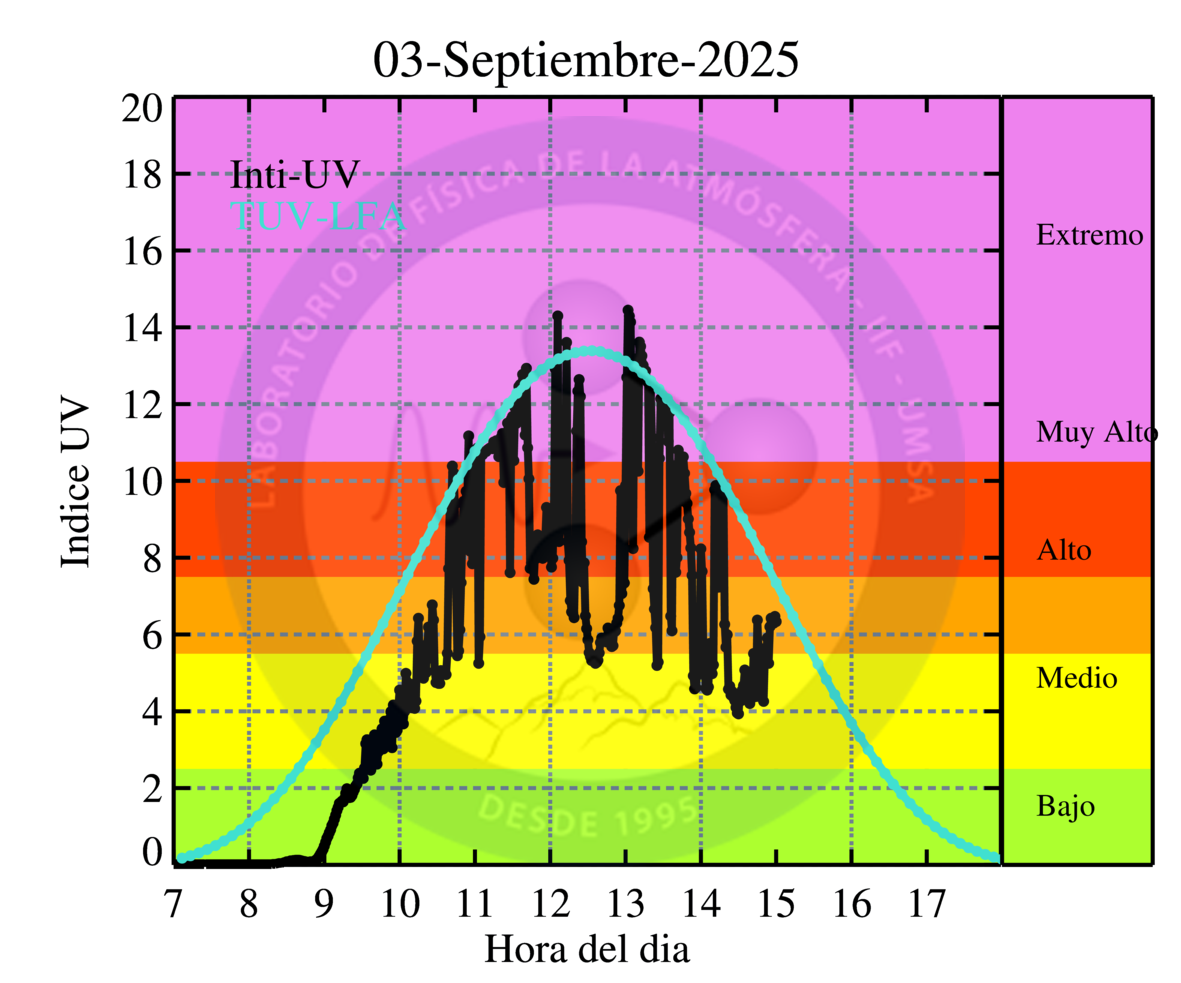 03-Septiembre-2025
Indice UV
20
18
16
14
12
10
8
6
4
2
0
Inti-UV
TUV-LFA
LABORATORIO DE FÍSICA DE LA ATMÓSFERA - IIF - UMSA
DESDE 1995
Extremo
Muy Alto
Alto
Medio
Bajo
7 8 9 10 11 12 13 14 15 16 17
Hora del dia